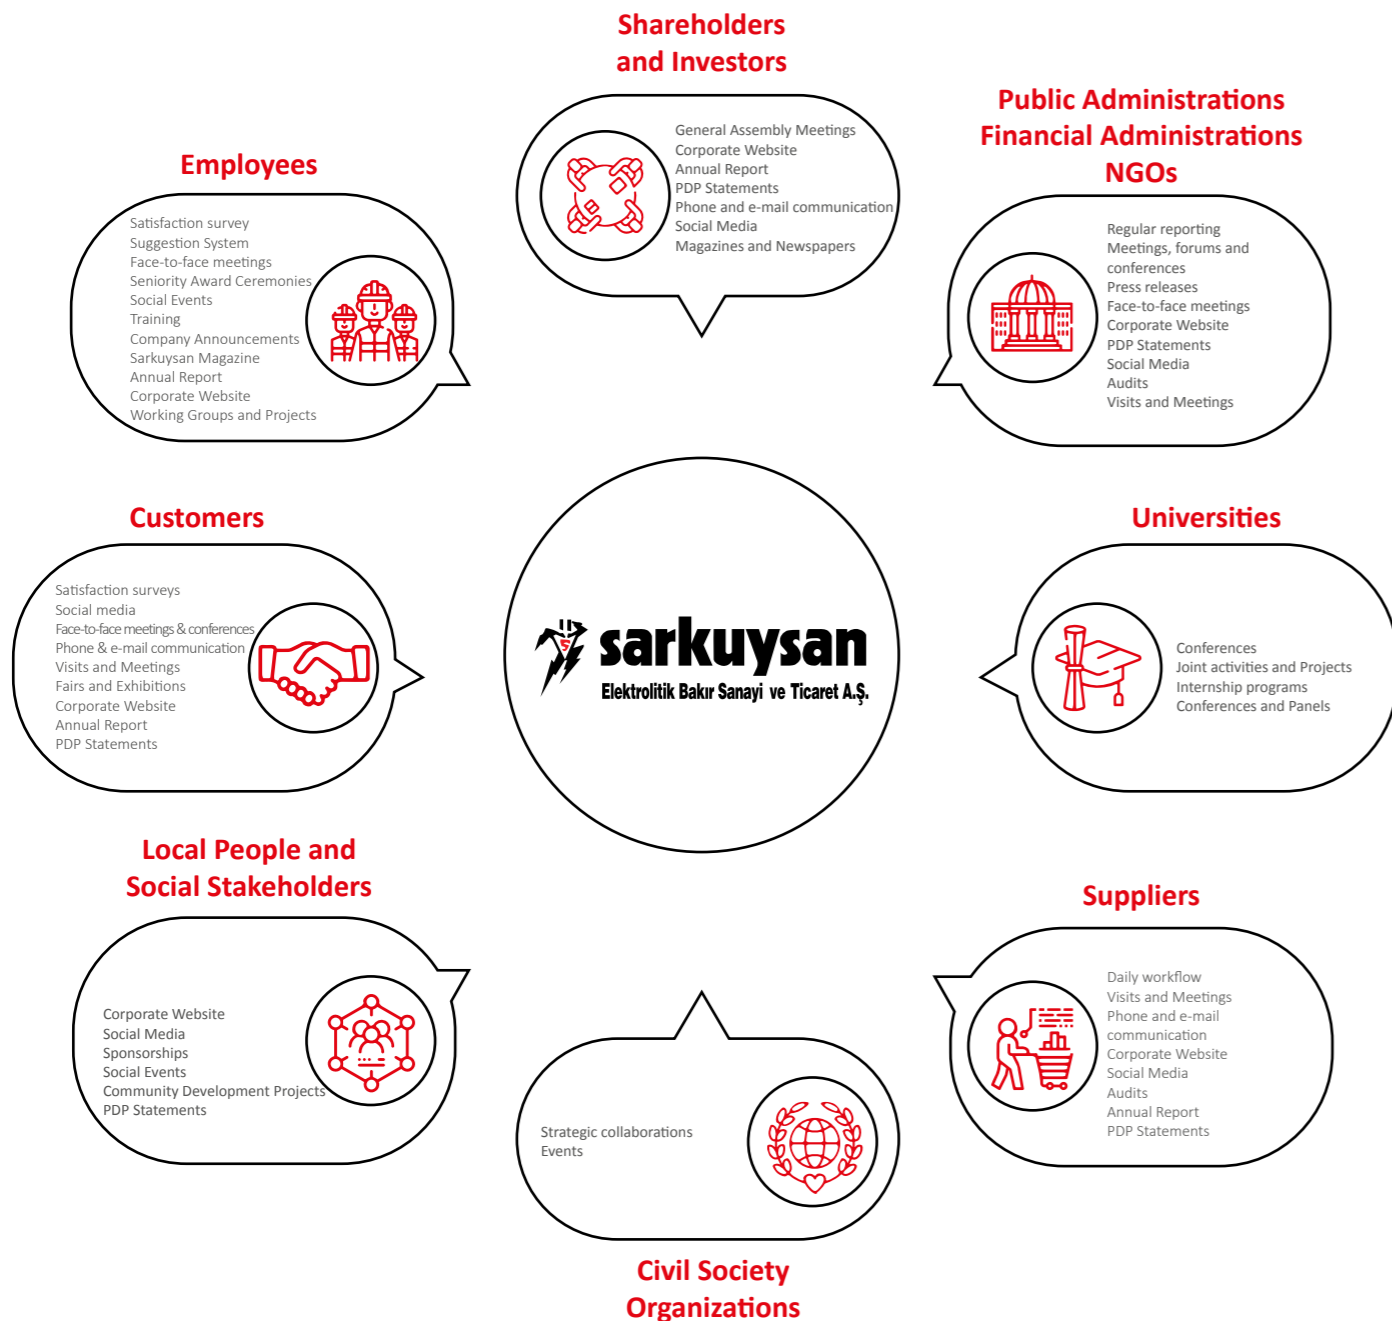 Shareholders
and Investors
General Assembly Meetings
Corporate Website
Annual Report
PDP Statements
Phone and e-mail communication
Social Media
Magazines and Newspapers
Public Administrations
Financial Administrations
NGOs
Regular reporting
Meetings, forums and
conferences
Press releases
Face-to-face meetings
Corporate Website
PDP Statements
Social Media
Audits
Visits and Meetings
Employees
Satisfaction survey
Suggestion System
Face-to-face meetings
Seniority Award Ceremonies
Social Events
Training
Company Announcements
Sarkuysan Magazine
Annual Report
Corporate Website
Working Groups and Projects
Customers
Satisfaction surveys
Social media
Face-to-face meetings & conferences
Phone & e-mail communication
Visits and Meetings
Fairs and Exhibitions
Corporate Website
Annual Report
PDP Statements
sarkuysan
Elektrolitik Bakır Sanayi ve Ticaret A.Ş.
Universities
Conferences
Joint activities and Projects
Internship programs
Conferences and Panels
Local People and
Social Stakeholders
Corporate Website
Social Media
Sponsorships
Social Events
Community Development Projects
PDP Statements
Suppliers
Daily workflow
Visits and Meetings
Phone and e-mail
communication
Corporate Website
Social Media
Audits
Annual Report
PDP Statements
Strategic collaborations
Events
Civil Society
Organizations